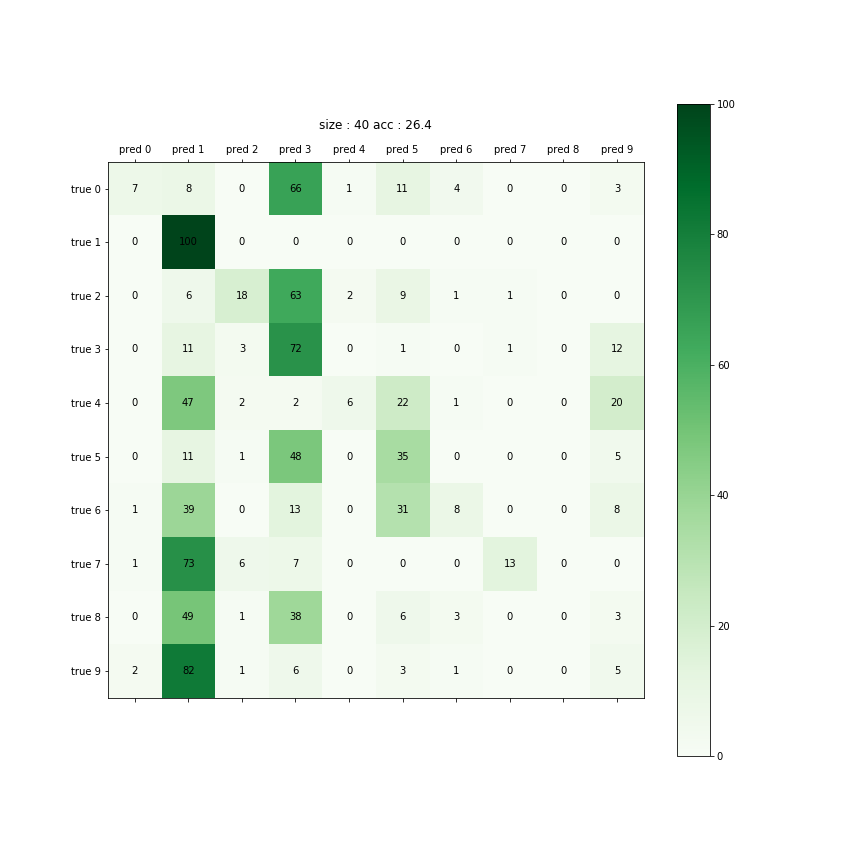 size : 40 acc : 26.4
pred 0 pred 1 pred 2 pred 3 pred 4 pred 5 pred 6 pred 7 pred 8 pred 9
true 0 7 8 0 66 1 11 4 0 0 3
true 1 0 100 0 0 0 0 0 0 0 0
true 2 0 6 18 63 2 9 1 1 0 0
true 3 0 11 3 72 0 1 0 1 0 12
true 4 0 47 2 2 6 22 1 0 0 20
true 5 0 11 1 48 0 35 0 0 0 5
true 6 1 39 0 13 0 31 8 0 0 8
true 7 1 73 6 7 0 0 0 13 0 0
true 8 0 49 1 38 0 6 3 0 0 3
true 9 2 82 1 6 0 3 1 0 0 5
100
80
60
40
20
0